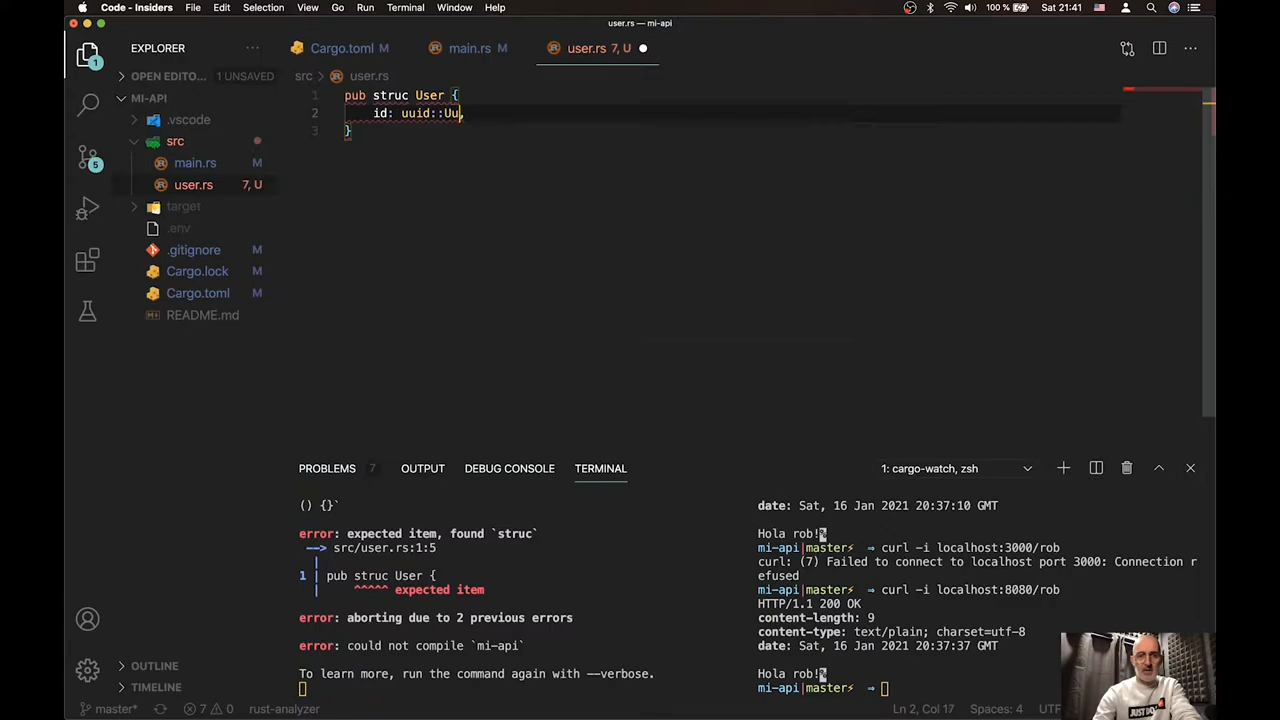 Code - Insiders File Edit Selection View Go Run Terminal Window Help 100 % Sat 21:41
user.rs — mi-api
EXPLORER
Cargo.toml M main.rs M user.rs 7, U
OPEN EDITO... 1 UNSAVED
src > user.rs
MI-API
1 pub struc User {
.vscode
2 id: uuid::Uu,
src
3 }
main.rs M
user.rs 7, U
target
.env
.gitignore M
Cargo.lock M
Cargo.toml M
README.md
PROBLEMS 7 OUTPUT DEBUG CONSOLE TERMINAL 1: cargo-watch, zsh
() {}`
error: expected item, found `struc`
--> src/user.rs:1:5
|
1 | pub struc User {
| ^^^^^ expected item
error: aborting due to 2 previous errors
error: could not compile `mi-api`
To learn more, run the command again with --verbose.
date: Sat, 16 Jan 2021 20:37:10 GMT
Hola rob!%
mi-api|master⚡ ⇒ curl -i localhost:3000/rob
curl: (7) Failed to connect to localhost port 3000: Connection r
efused
mi-api|master⚡ ⇒ curl -i localhost:8080/rob
HTTP/1.1 200 OK
content-length: 9
content-type: text/plain; charset=utf-8
date: Sat, 16 Jan 2021 20:37:37 GMT
Hola rob!%
mi-api|master⚡ ⇒
OUTLINE
TIMELINE
master* 7 0 rust-analyzer Ln 2, Col 17 Spaces: 4 UTF
JUST DO